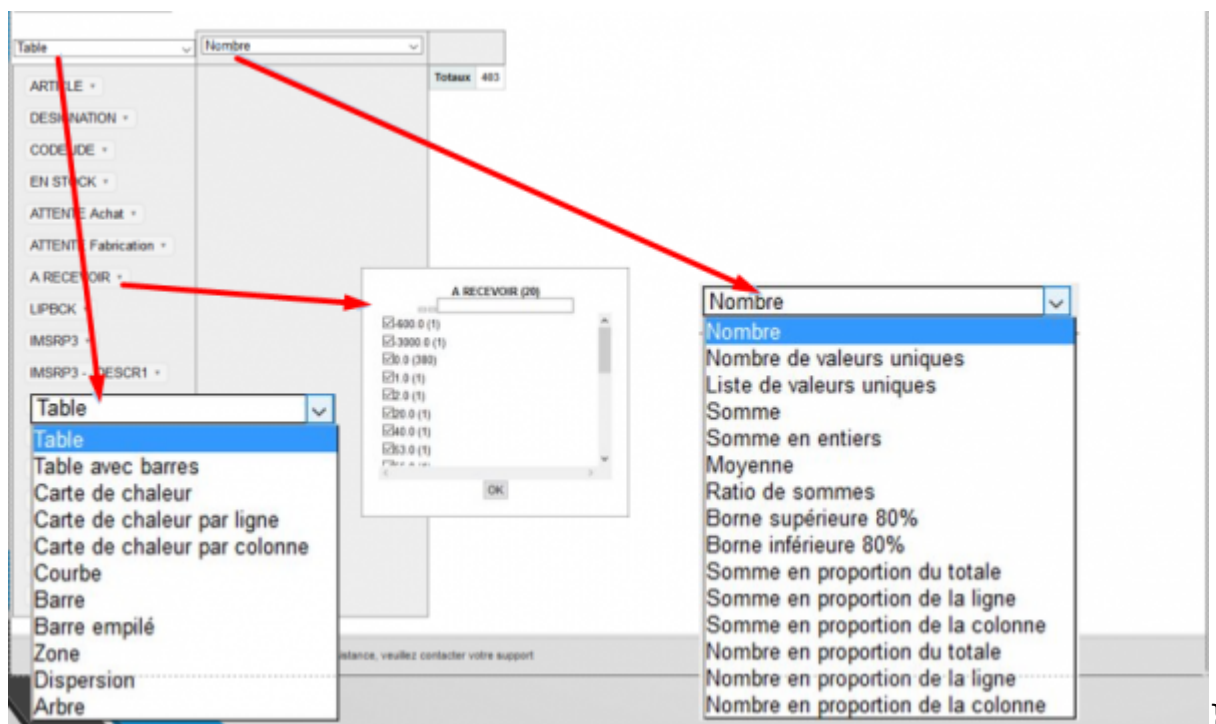 Table
Nombre
Totaux 403
ARTICLE
DESIGNATION
EN STOCK
ATTENTE Achat
ATTENTE Fabrication
A RECEVOIR
LIPBCK
IMSRP3
IMSRP3 - DESCR1
A RECEVOIR (20)
-600.0 (1)
-3000.0 (1)
0.0 (380)
1.0 (1)
2.0 (1)
20.0 (1)
40.0 (1)
53.0 (1)
OK
Table
Table
Table avec barres
Carte de chaleur
Carte de chaleur par ligne
Carte de chaleur par colonne
Courbe
Barre
Barre empilé
Zone
Dispersion
Arbre
Nombre
Nombre
Nombre de valeurs uniques
Liste de valeurs uniques
Somme
Somme en entiers
Moyenne
Ratio de sommes
Borne supérieure 80%
Borne inférieure 80%
Somme en proportion du totale
Somme en proportion de la ligne
Somme en proportion de la colonne
Nombre en proportion du totale
Nombre en proportion de la ligne
Nombre en proportion de la colonne
istance, veuillez contacter votre support